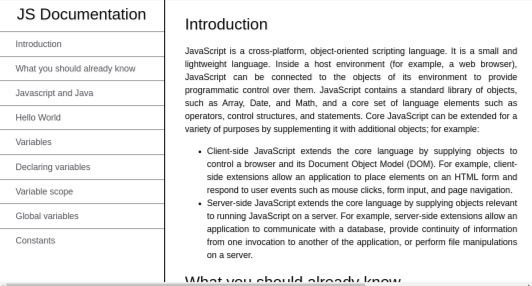 JS Documentation
Introduction
What you should already know
Javascript and Java
Hello World
Variables
Declaring variables
Variable scope
Global variables
Constants
Introduction
JavaScript is a cross-platform, object-oriented scripting language. It is a small and
lightweight language. Inside a host environment (for example, a web browser),
JavaScript can be connected to the objects of its environment to provide
programmatic control over them. JavaScript contains a standard library of objects,
such as Array, Date, and Math, and a core set of language elements such as
operators, control structures, and statements. Core JavaScript can be extended for a
variety of purposes by supplementing it with additional objects; for example:
• Client-side JavaScript extends the core language by supplying objects to
control a browser and its Document Object Model (DOM). For example, client-
side extensions allow an application to place elements on an HTML form and
respond to user events such as mouse clicks, form input, and page navigation.
• Server-side JavaScript extends the core language by supplying objects relevant
to running JavaScript on a server. For example, server-side extensions allow an
application to communicate with a database, provide continuity of information
from one invocation to another of the application, or perform file manipulations
on a server.
What you should already know